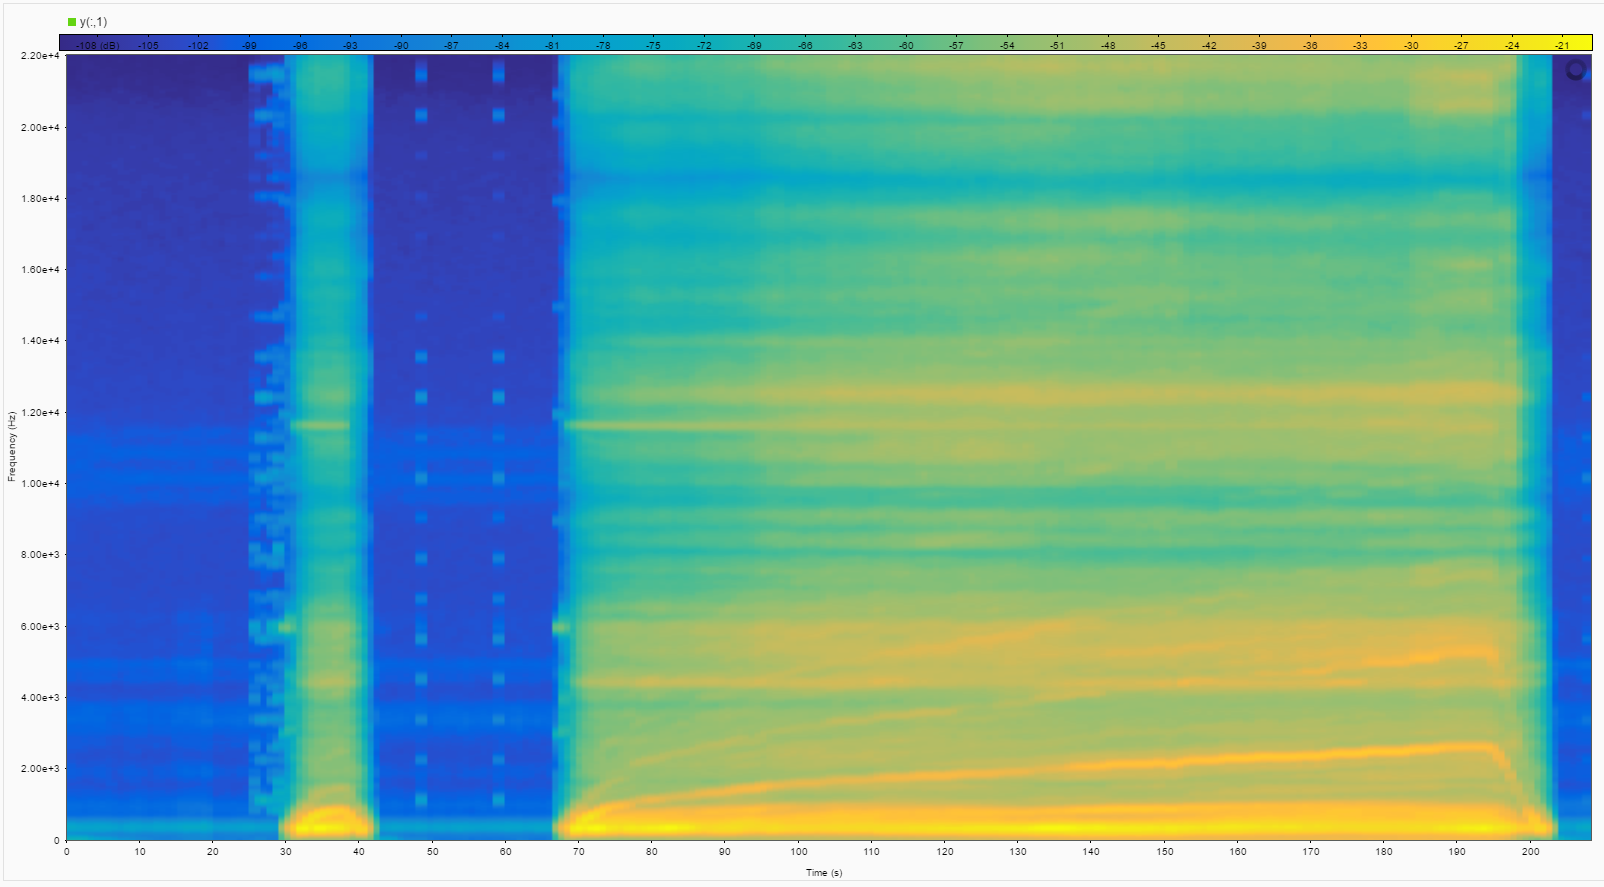 y(:,1)
-108 (dB) -105 -102 -99 -96 -93 -90 -87 -84 -81 -78 -75 -72 -69 -66 -63 -60 -57 -54 -51 -48 -45 -42 -39 -36 -33 -30 -27 -24 -21
2.20e+4
2.00e+4
1.80e+4
1.60e+4
1.40e+4
1.20e+4
1.00e+4
8.00e+3
6.00e+3
4.00e+3
2.00e+3
0
Frequency (Hz)
0 10 20 30 40 50 60 70 80 90 100 110 120 130 140 150 160 170 180 190 200
Time (s)